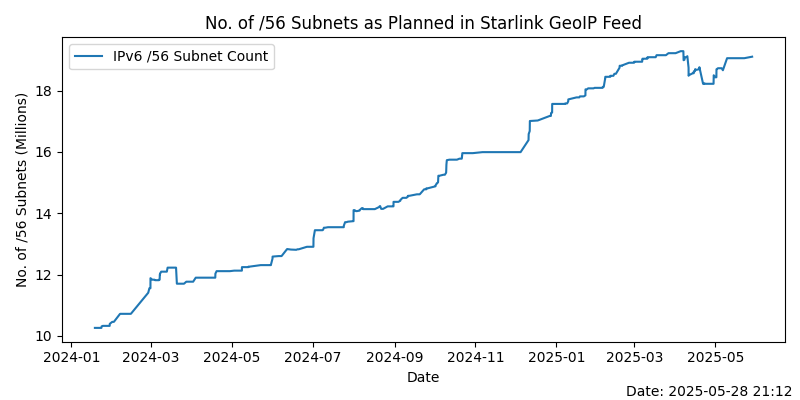 No. of /56 Subnets as Planned in Starlink GeoIP Feed
IPv6 /56 Subnet Count
No. of /56 Subnets (Millions)
18
16
14
12
10
2024-01 2024-03 2024-05 2024-07 2024-09 2024-11 2025-01 2025-03 2025-05
Date
Date: 2025-05-28 21:12